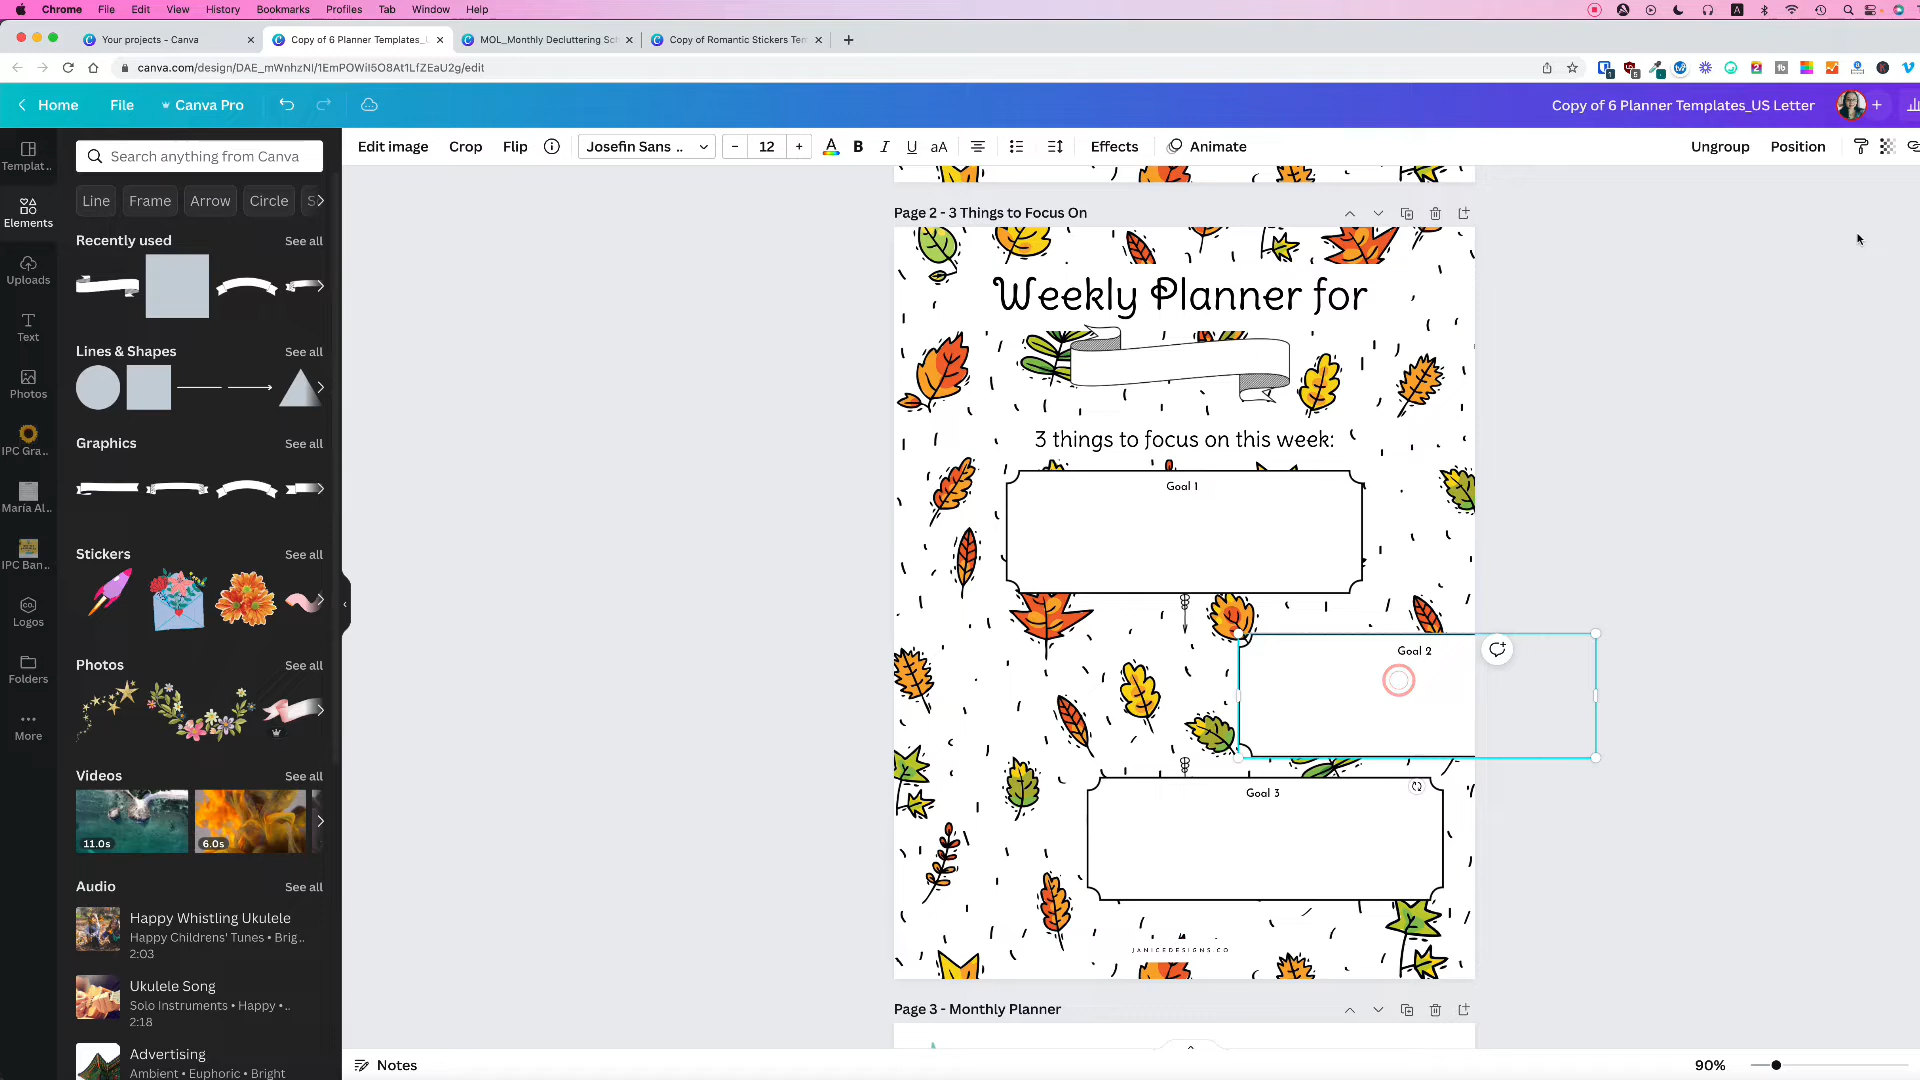 Chrome File Edit View History Bookmarks Profiles Tab Window Help
Your projects - Canva
Copy of 6 Planner Templates_
MOL_Monthly Decluttering Sc
Copy of Romantic Stickers Te
canva.com/design/DAE_mWnhzNI/1EmPOWiI5O8At1LfZEaU2g/edit
Home File Canva Pro
Copy of 6 Planner Templates_US Letter
Edit image Crop Flip Josefin Sans .. – 12 + A B I U aA Effects Animate Ungroup Position
Templat..
Elements
Uploads
Text
Photos
IPC Gra..
María Al..
IPC Ban..
Logos
Folders
More
Search anything from Canva
Line Frame Arrow Circle S
Recently used See all
Lines & Shapes See all
Graphics See all
Stickers See all
Photos See all
Videos See all
11.0s 6.0s
Audio See all
Happy Whistling Ukulele
Happy Childrens' Tunes • Brig..
2:03
Ukulele Song
Solo Instruments • Happy • ..
2:18
Advertising
Ambient • Euphoric • Bright
Page 2 - 3 Things to Focus On
Weekly Planner for
3 things to focus on this week:
Goal 1
Goal 2
Goal 3
JANICEDESIGNS.CO
Page 3 - Monthly Planner
Notes
90%